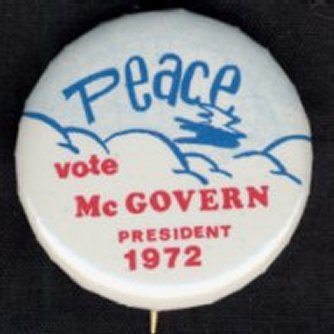 Peace
vote
McGOVERN
PRESIDENT
1972